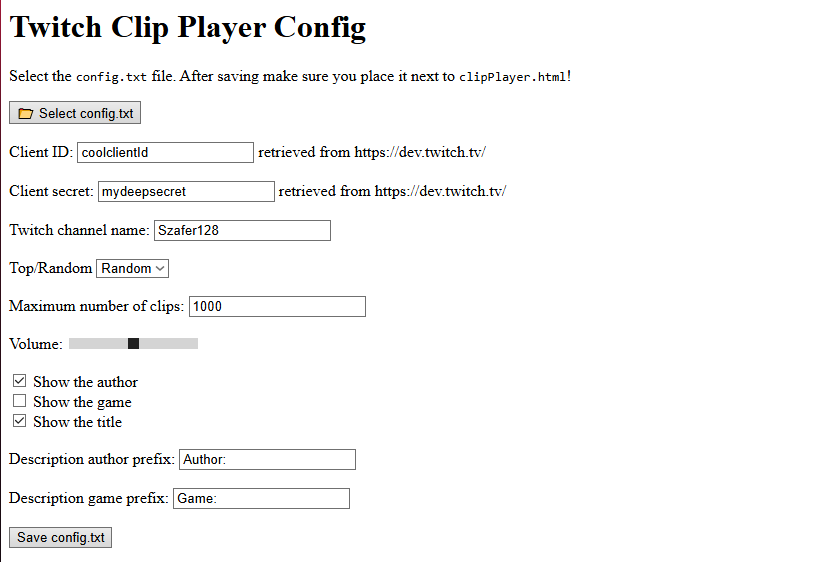 Twitch Clip Player Config
Select the config.txt file. After saving make sure you place it next to clipPlayer.html!
Select config.txt
Client ID: coolclientId retrieved from https://dev.twitch.tv/
Client secret: mydeepsecret retrieved from https://dev.twitch.tv/
Twitch channel name: Szafer128
Top/Random Random
Maximum number of clips: 1000
Volume:
Show the author
Show the game
Show the title
Description author prefix: Author:
Description game prefix: Game:
Save config.txt